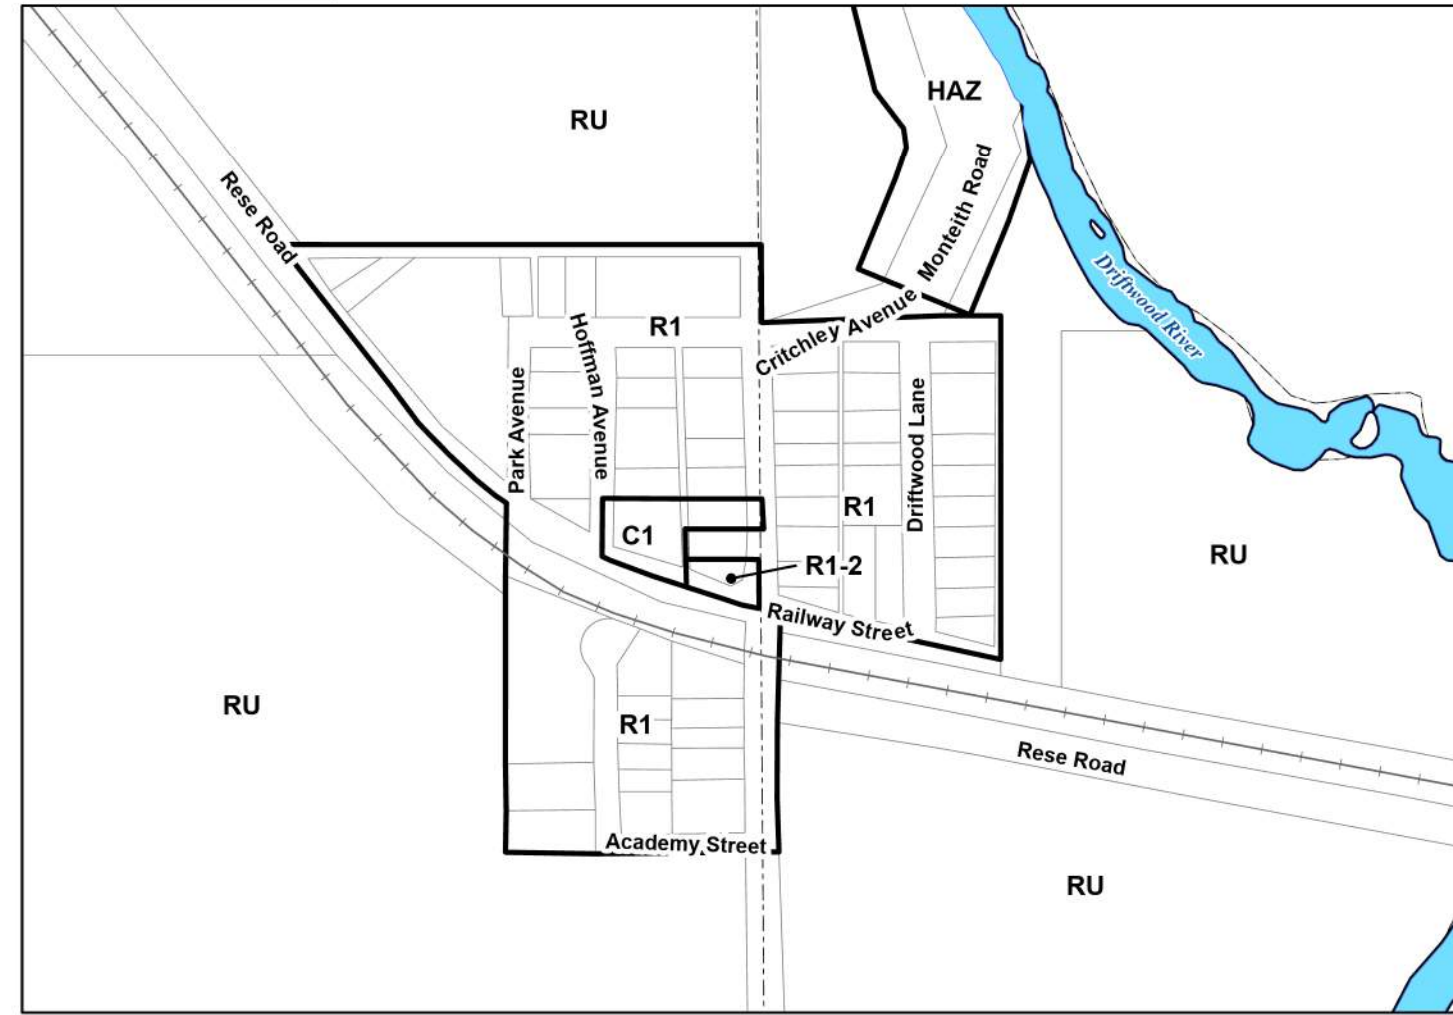 HAZ
RU
Rese Road
Monteith Road
Driftwood River
R1
Hoffman Avenue
Critchley Avenue
Park Avenue
Driftwood Lane
C1
R1
R1-2
RU
Railway Street
RU
R1
Rese Road
Academy Street
RU